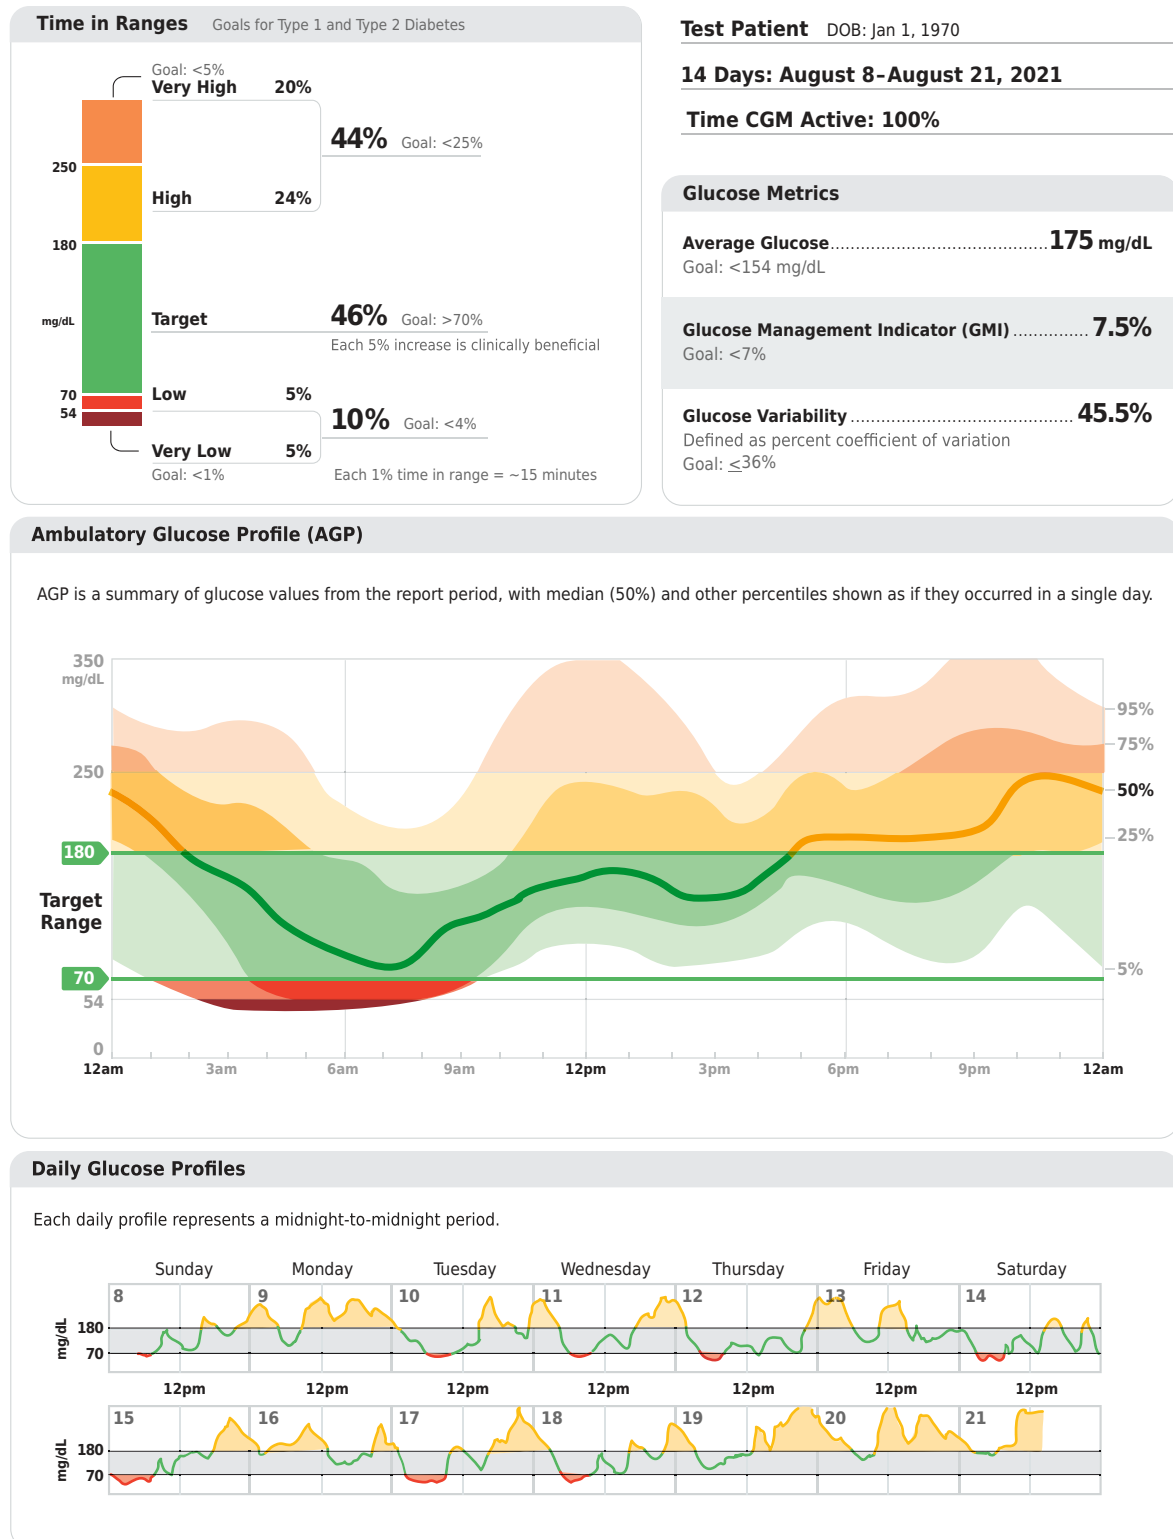 Time in Ranges Goals for Type 1 and Type 2 Diabetes
Goal: <5%
Very High 20%
44% Goal: <25%
250
High 24%
180
mg/dL
Target 46% Goal: >70%
Each 5% increase is clinically beneficial
70
Low 5%
54
10% Goal: <4%
Very Low 5%
Goal: <1%
Each 1% time in range = ~15 minutes
Test Patient DOB: Jan 1, 1970
14 Days: August 8–August 21, 2021
Time CGM Active: 100%
Glucose Metrics
Average Glucose...........................................175 mg/dL
Goal: <154 mg/dL
Glucose Management Indicator (GMI)...............7.5%
Goal: <7%
Glucose Variability............................................45.5%
Defined as percent coefficient of variation
Goal: ≤36%
Ambulatory Glucose Profile (AGP)
AGP is a summary of glucose values from the report period, with median (50%) and other percentiles shown as if they occurred in a single day.
350
mg/dL
95%
75%
250
50%
25%
180
Target
Range
70
5%
54
0
12am 3am 6am 9am 12pm 3pm 6pm 9pm 12am
Daily Glucose Profiles
Each daily profile represents a midnight-to-midnight period.
Sunday Monday Tuesday Wednesday Thursday Friday Saturday
8 9 10 11 12 13 14
mg/dL
180
70
12pm 12pm 12pm 12pm 12pm 12pm 12pm
15 16 17 18 19 20 21
mg/dL
180
70